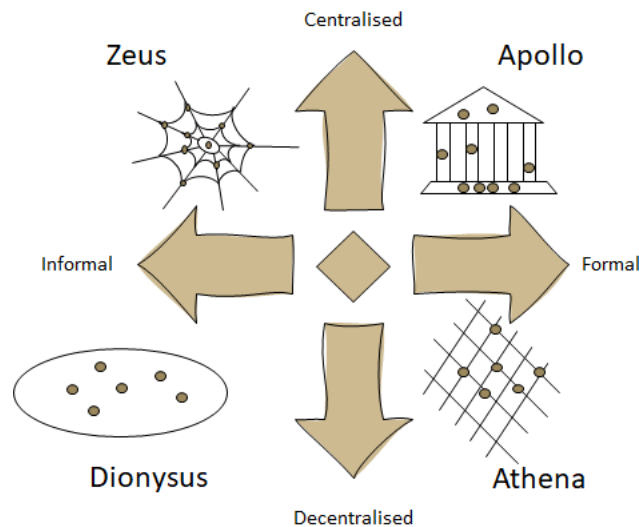 Centralised
Zeus
Apollo
Informal
Formal
Dionysus
Athena
Decentralised